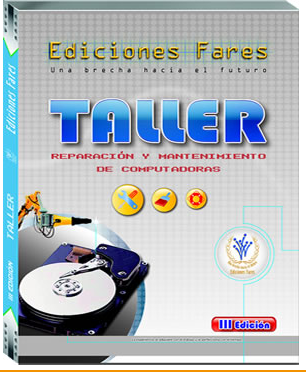 Ediciones Fares
Una brecha hacia el futuro
TALLER
REPARACIÓN Y MANTENIMIENTO
DE COMPUTADORAS
Ediciones Fares
III Edición
Ediciones Fares
TALLER
III EDICION